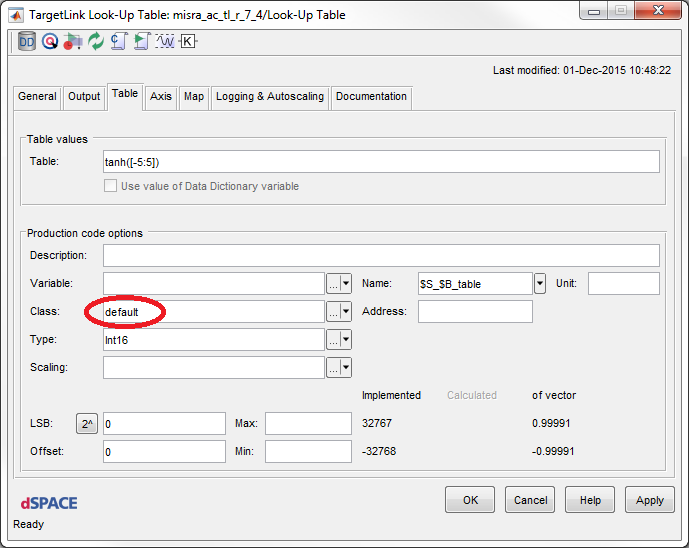 TargetLink Look-Up Table: misra_ac_tl_r_7_4/Look-Up Table
DD K
Last modified: 01-Dec-2015 10:48:22
General Output Table Axis Map Logging & Autoscaling Documentation
Table values
Table: tanh([-5:5])
Use value of Data Dictionary variable
Production code options
Description:
Variable: ... Name: $S_$B_table Unit:
Class: default ... Address:
Type: Int16 ...
Scaling: ...
Implemented Calculated of vector
LSB: 2^ 0 Max: 32767 0.99991
Offset: 0 Min: -32768 -0.99991
dSPACE OK Cancel Help Apply
Ready